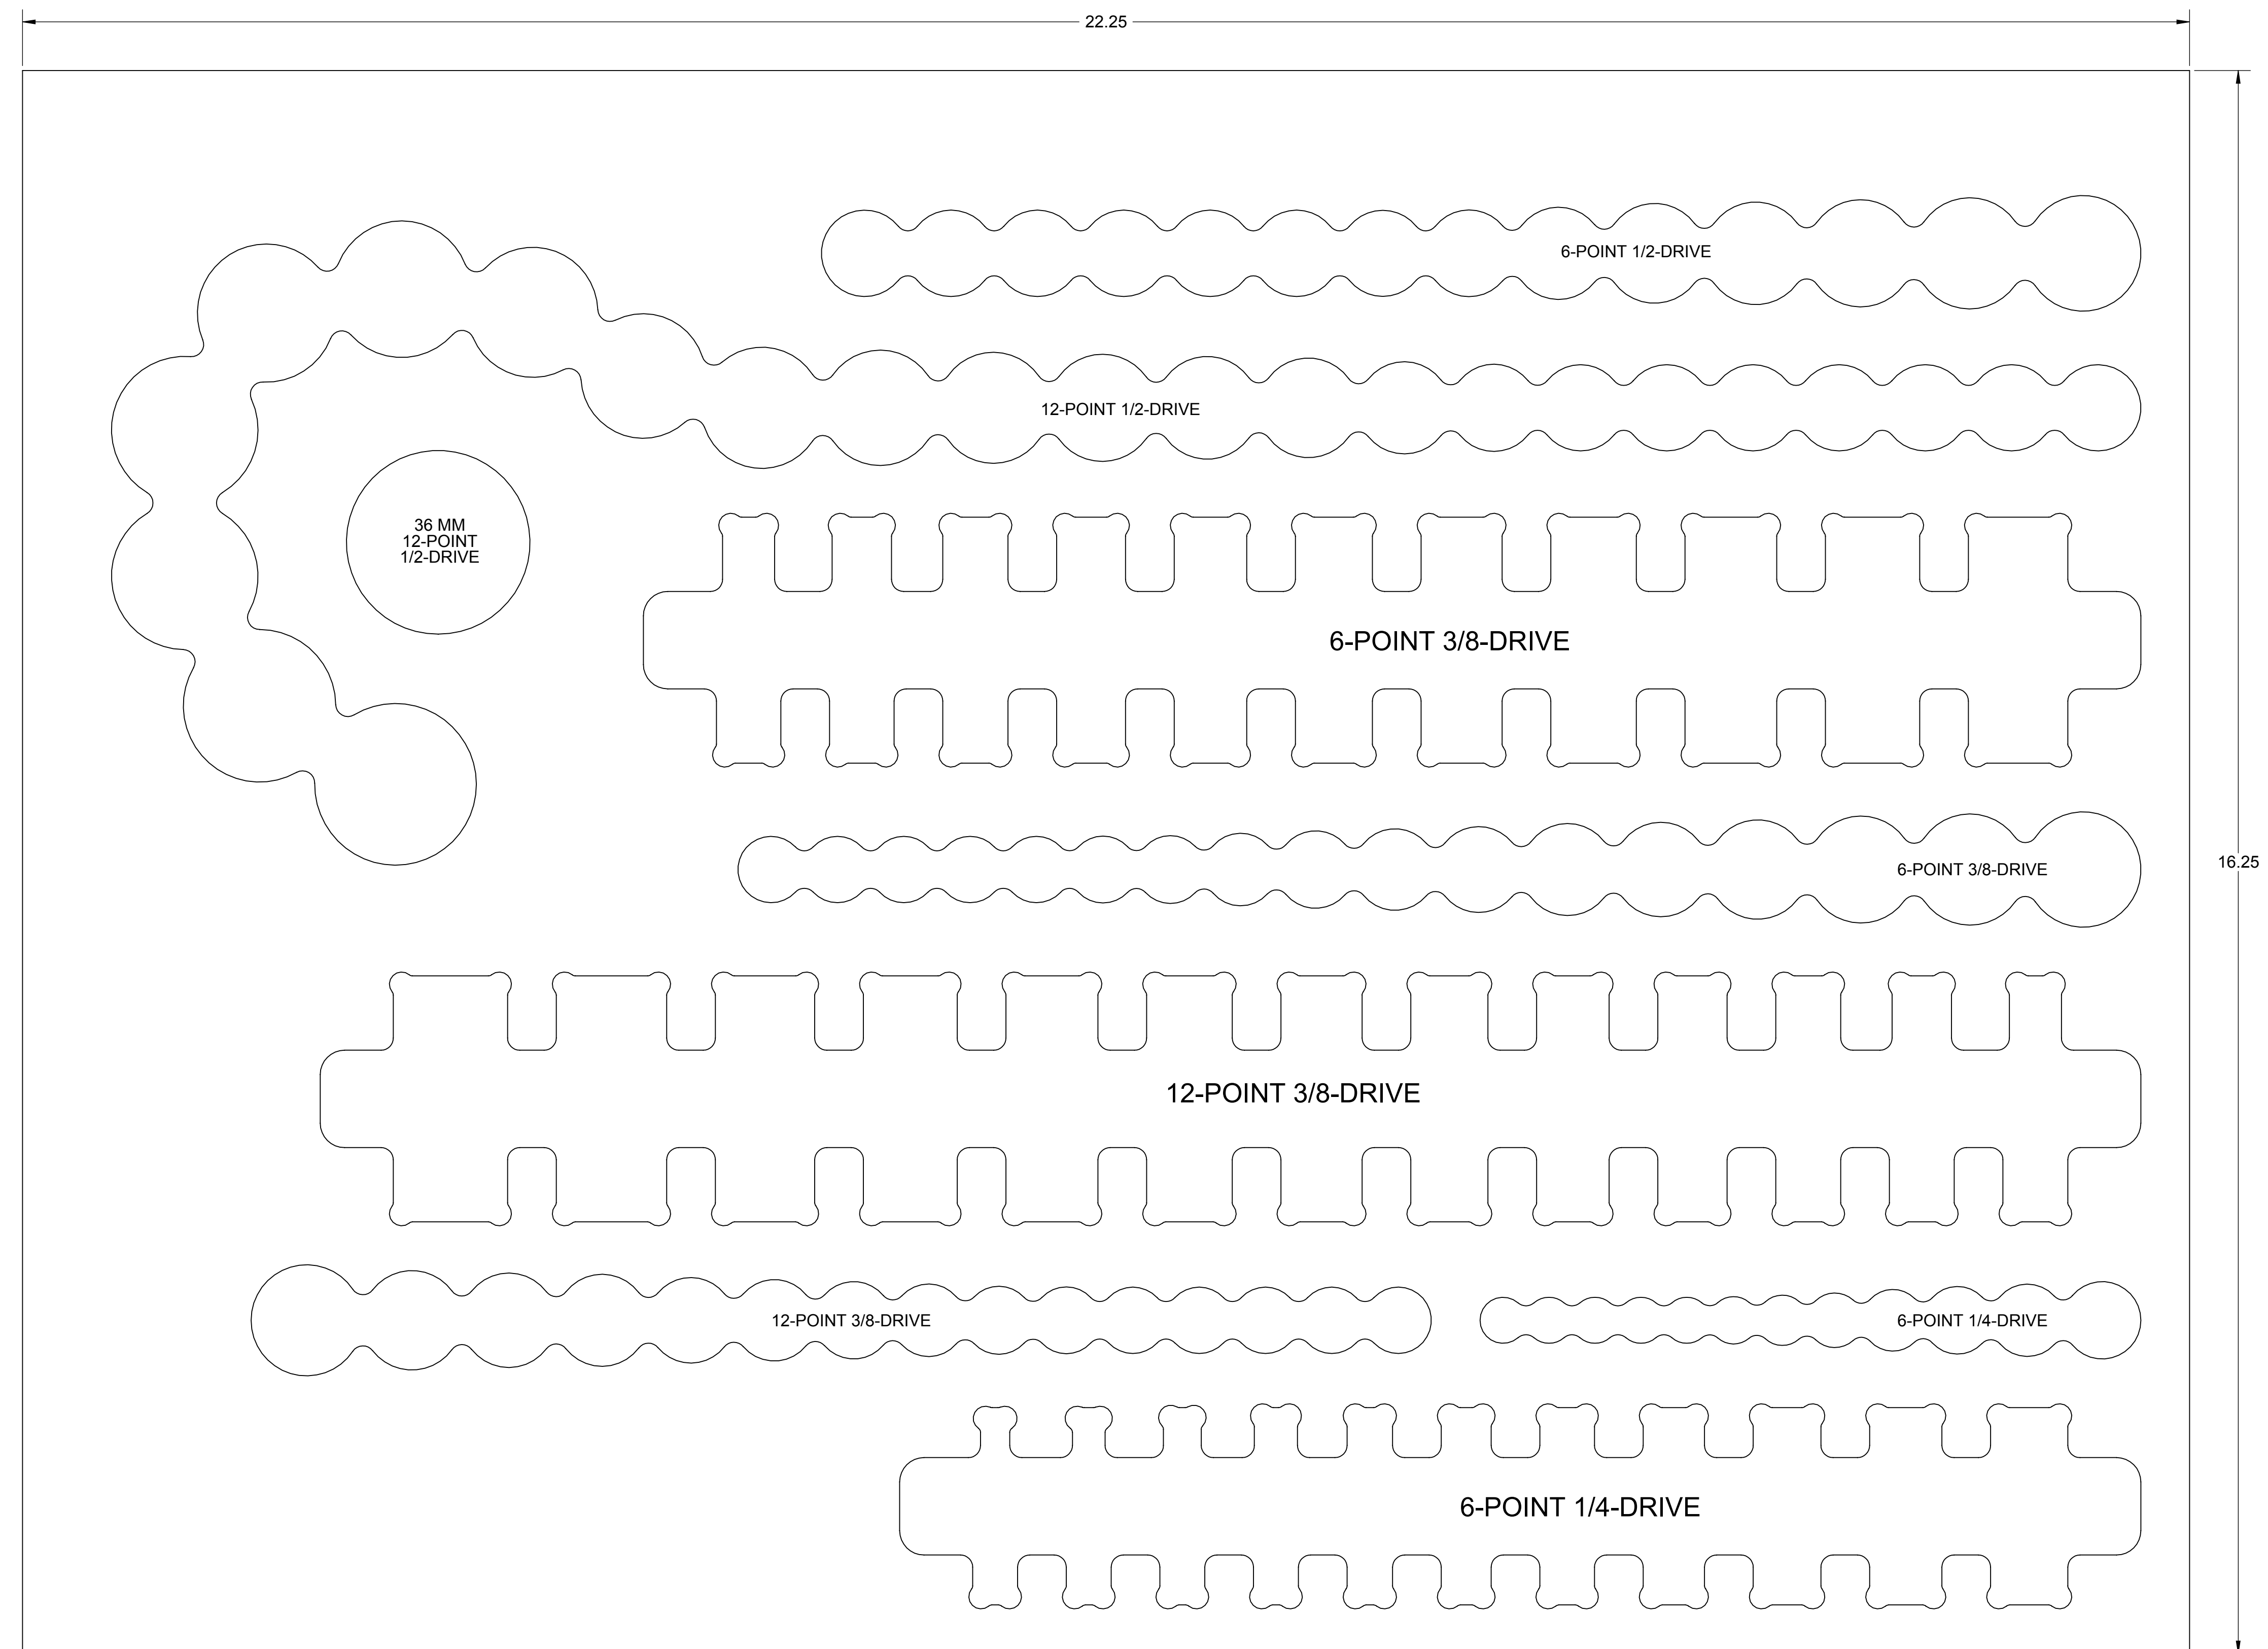 22.25
6-POINT 1/2-DRIVE
12-POINT 1/2-DRIVE
36 MM
12-POINT
1/2-DRIVE
6-POINT 3/8-DRIVE
16.25
6-POINT 3/8-DRIVE
12-POINT 3/8-DRIVE
12-POINT 3/8-DRIVE
6-POINT 1/4-DRIVE
6-POINT 1/4-DRIVE